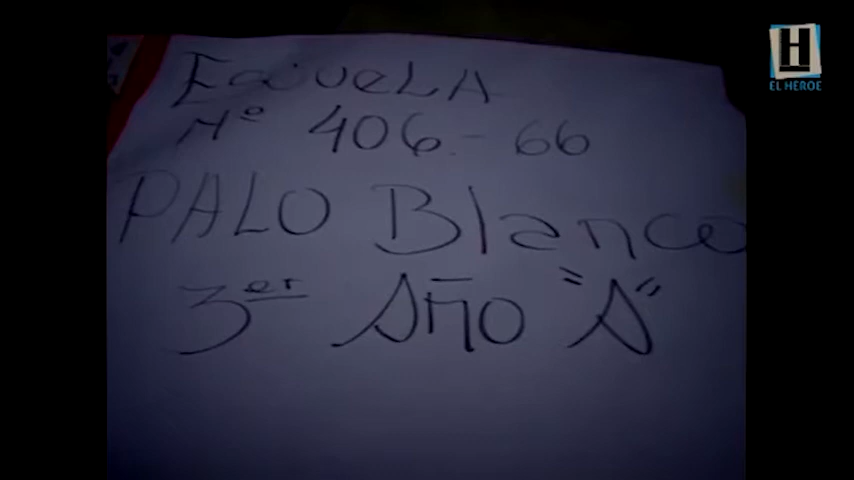 H
EL HEROE
EscueLA
Nº 406.- 66
PALO Blanco
3er AÑO "A"